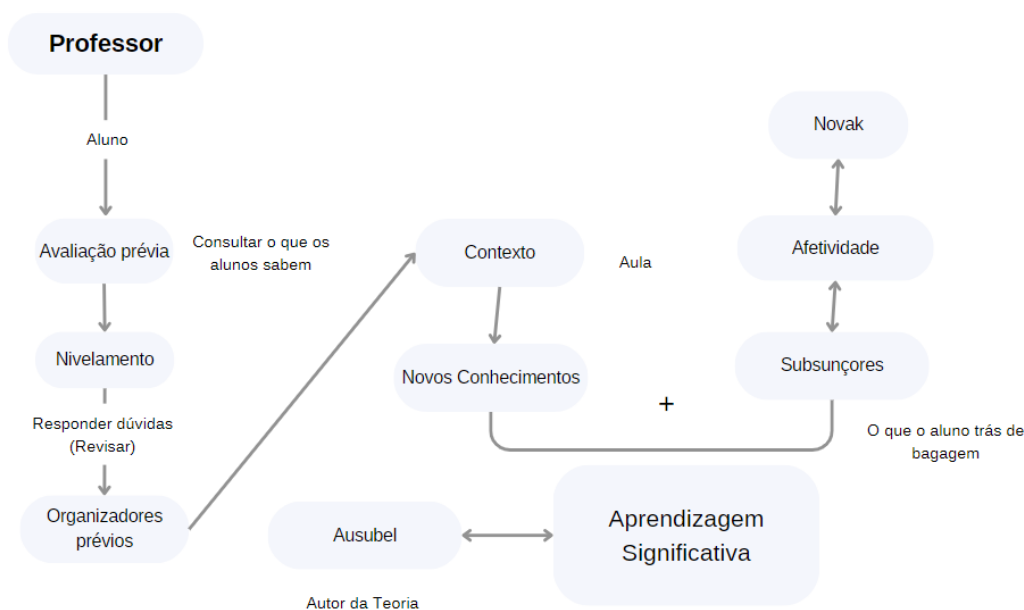 Professor
Aluno
Avaliação prévia
Consultar o que os
alunos sabem
Nivelamento
Responder dúvidas
(Revisar)
Organizadores
prévios
Contexto
Aula
Novos Conhecimentos
+
Novak
Afetividade
Subsunçores
O que o aluno trás de
bagagem
Ausubel
Autor da Teoria
Aprendizagem
Significativa